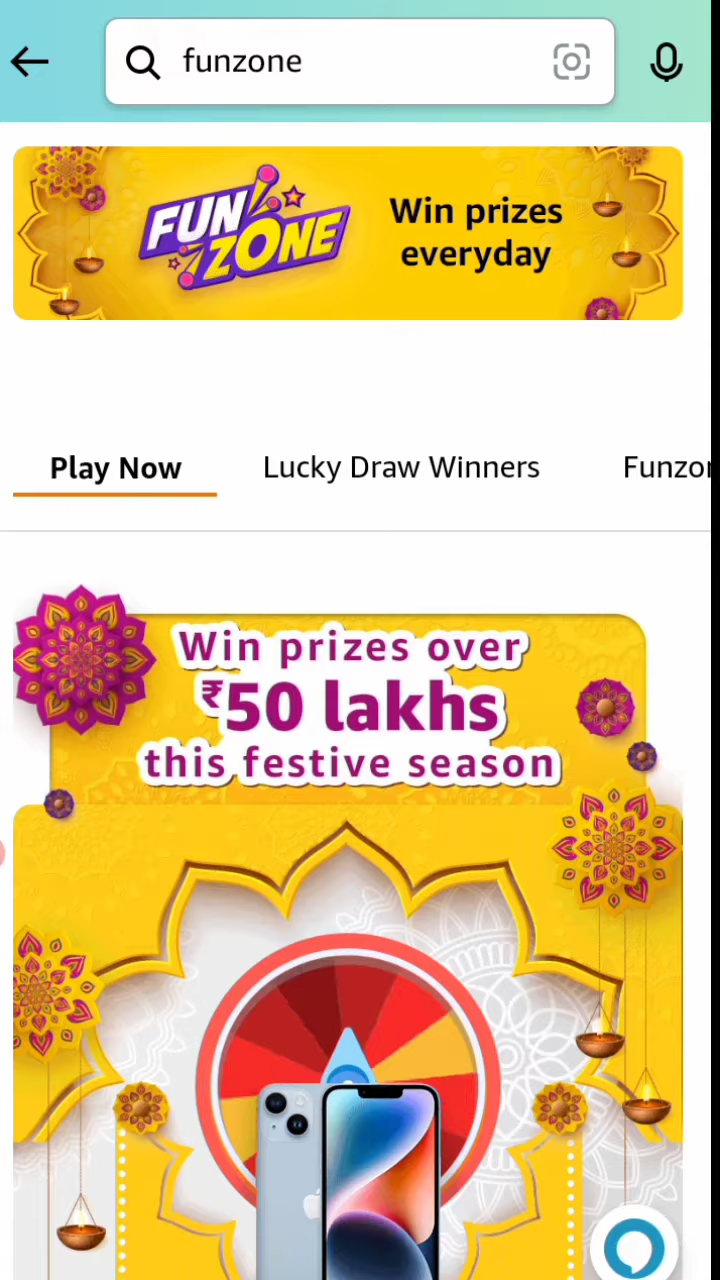 funzone
FUN
ZONE
Win prizes
everyday
Play Now
Lucky Draw Winners
Win prizes over
₹50 lakhs
this festive season